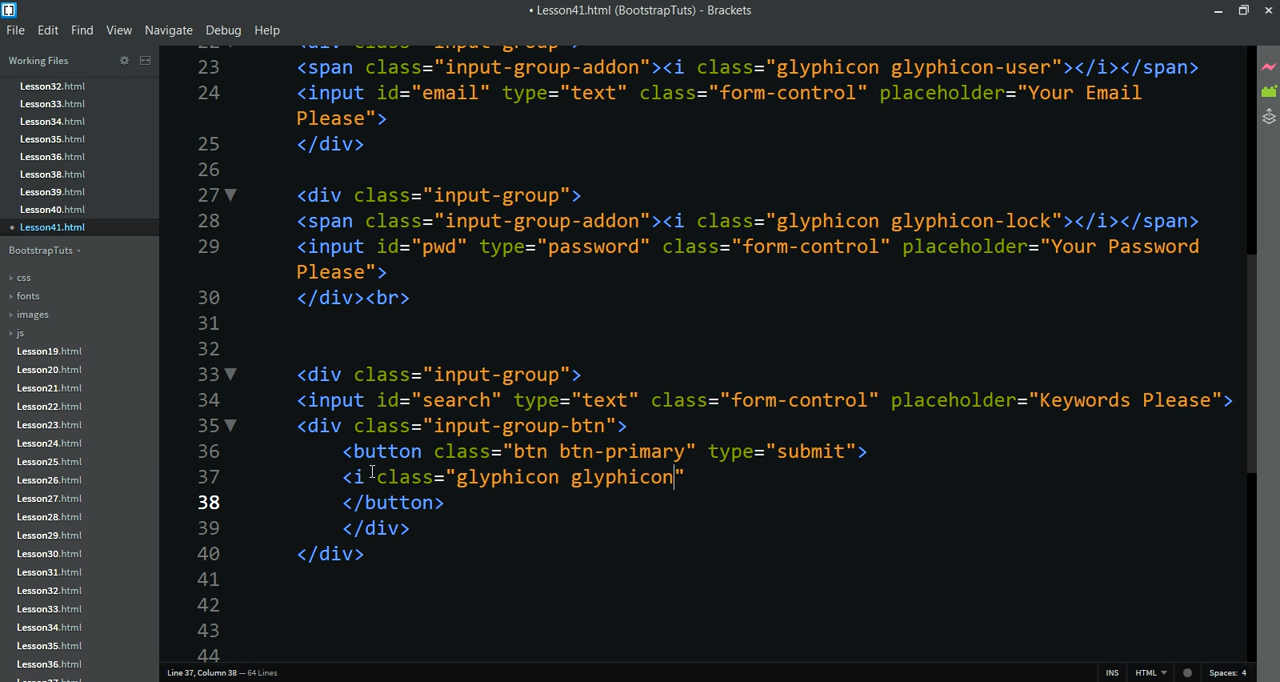 • Lesson41.html (BootstrapTuts) - Brackets
File Edit Find View Navigate Debug Help
Working Files
Lesson32.html
Lesson33.html
Lesson34.html
Lesson35.html
Lesson36.html
Lesson38.html
Lesson39.html
Lesson40.html
• Lesson41.html
BootstrapTuts
css
fonts
images
js
Lesson19.html
Lesson20.html
Lesson21.html
Lesson22.html
Lesson23.html
Lesson24.html
Lesson25.html
Lesson26.html
Lesson27.html
Lesson28.html
Lesson29.html
Lesson30.html
Lesson31.html
Lesson32.html
Lesson33.html
Lesson34.html
Lesson35.html
Lesson36.html
23 <span class="input-group-addon"><i class="glyphicon glyphicon-user"></i></span>
24 <input id="email" type="text" class="form-control" placeholder="Your Email
Please">
25 </div>
26
27 <div class="input-group">
28 <span class="input-group-addon"><i class="glyphicon glyphicon-lock"></i></span>
29 <input id="pwd" type="password" class="form-control" placeholder="Your Password
Please">
30 </div><br>
31
32
33 <div class="input-group">
34 <input id="search" type="text" class="form-control" placeholder="Keywords Please">
35 <div class="input-group-btn">
36 <button class="btn btn-primary" type="submit">
37 <i class="glyphicon glyphicon"
38 </button>
39 </div>
40 </div>
41
42
43
44
Line 37, Column 38 — 64 Lines
INS HTML Spaces: 4